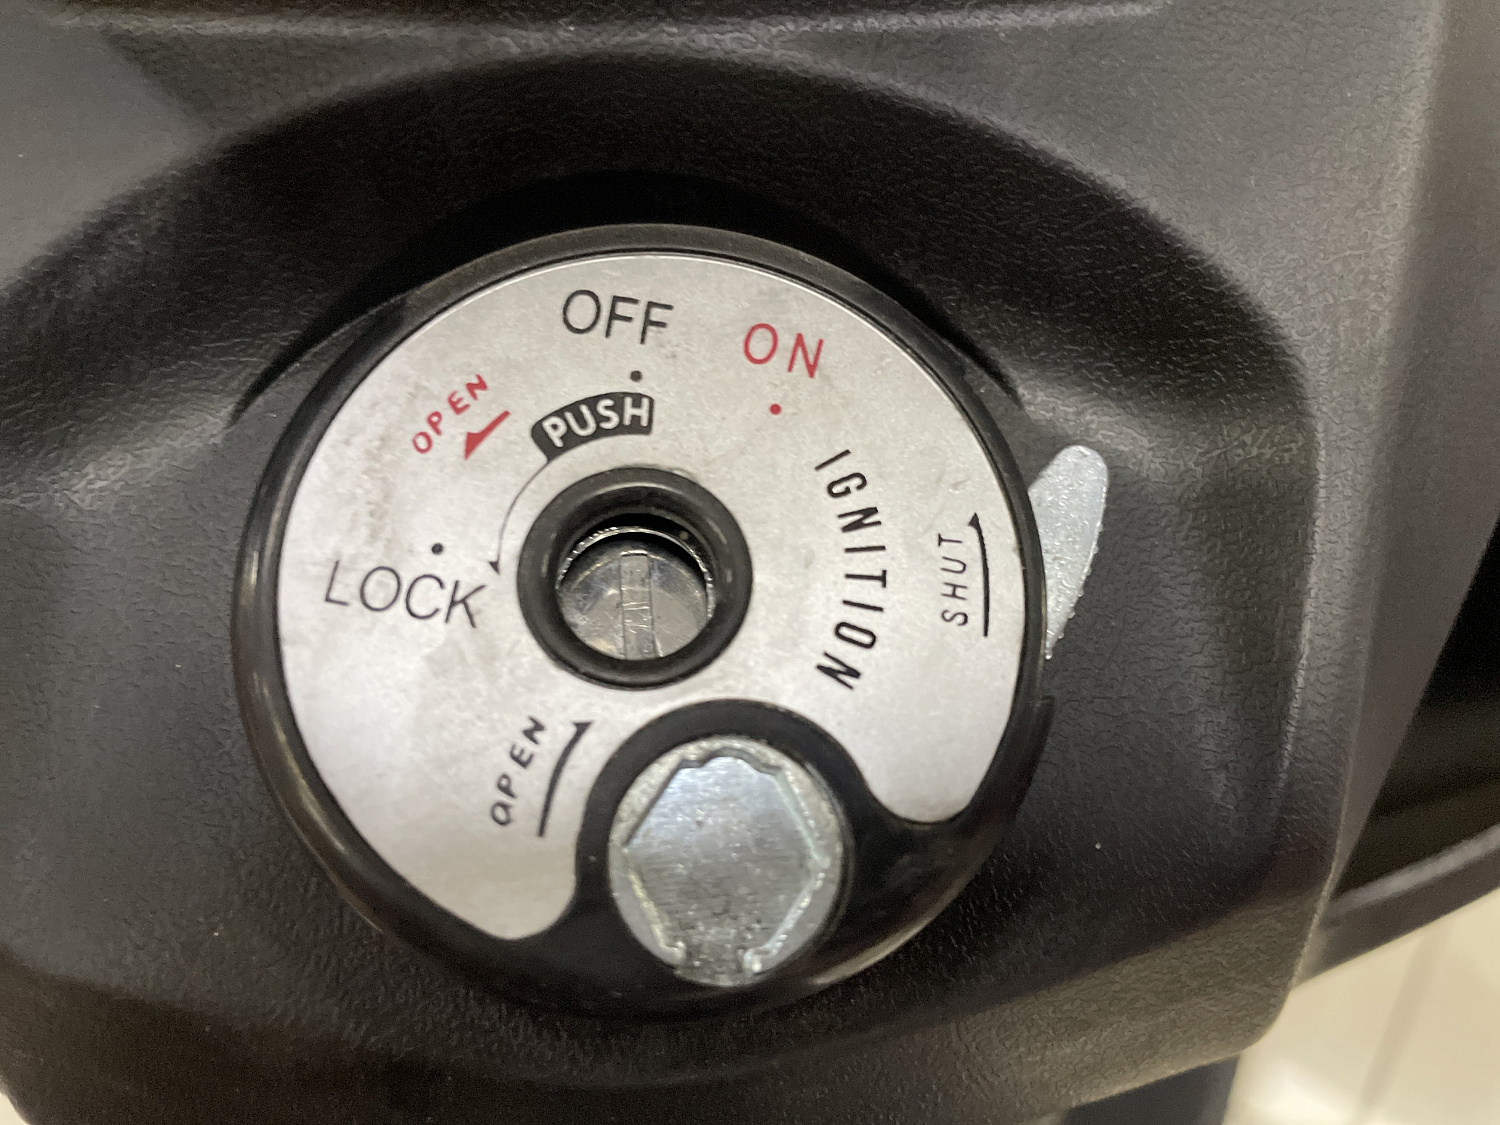 OFF
ON
OPEN
PUSH
IGNITION
SHUT
LOCK
OPEN